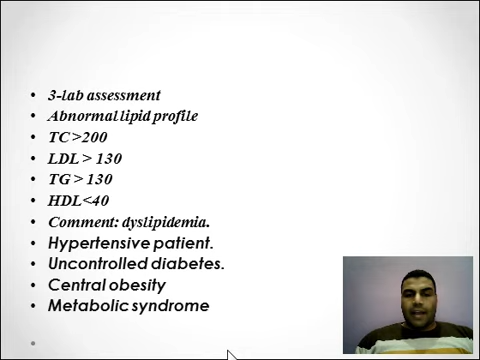 3-lab assessment
Abnormal lipid profile
TC >200
LDL > 130
TG > 130
HDL<40
Comment: dyslipidemia.
Hypertensive patient.
Uncontrolled diabetes.
Central obesity
Metabolic syndrome